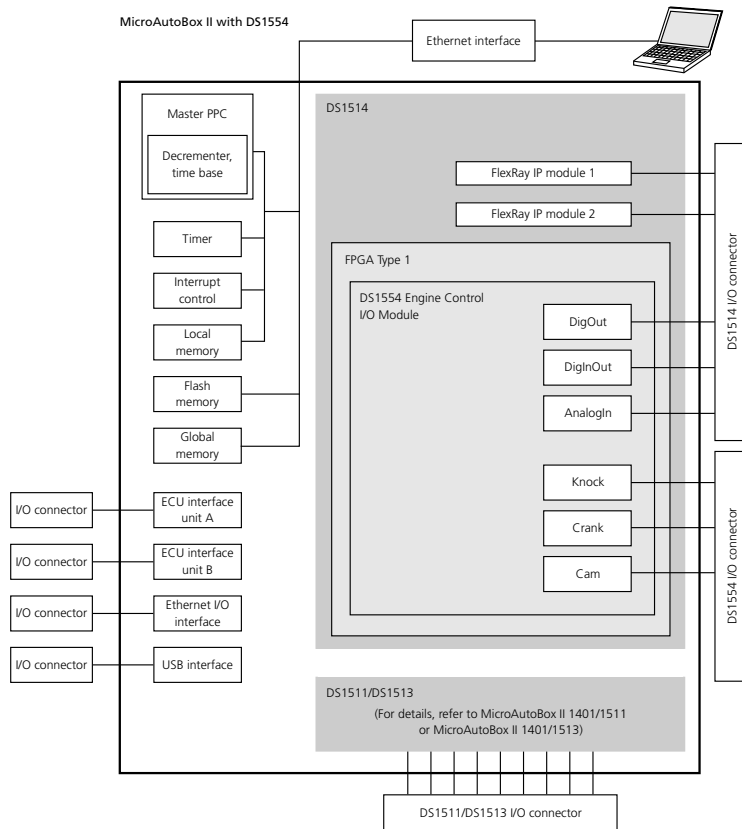 MicroAutoBox II with DS1554
Ethernet interface
Master PPC
Decrementer,
time base
Timer
Interrupt
control
Local
memory
Flash
memory
Global
memory
I/O connector
ECU interface
unit A
I/O connector
ECU interface
unit B
I/O connector
Ethernet I/O
interface
I/O connector
USB interface
DS1514
FlexRay IP module 1
FlexRay IP module 2
FPGA Type 1
DS1554 Engine Control
I/O Module
DigOut
DigInOut
AnalogIn
Knock
Crank
Cam
DS1514 I/O connector
DS1554 I/O connector
DS1511/DS1513
(For details, refer to MicroAutoBox II 1401/1511
or MicroAutoBox II 1401/1513)
DS1511/DS1513 I/O connector